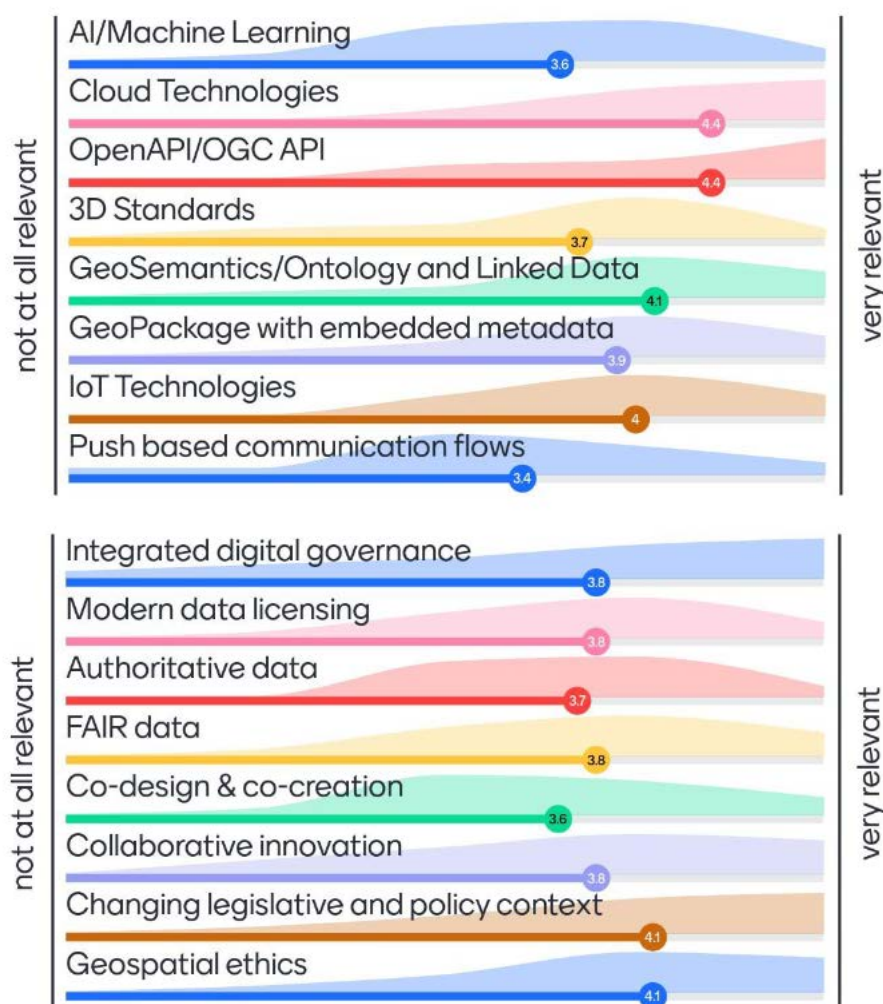 not at all relevant
AI/Machine Learning
3.6
Cloud Technologies
4.4
OpenAPI/OGC API
4.4
3D Standards
3.7
GeoSemantics/Ontology and Linked Data
4.1
GeoPackage with embedded metadata
3.9
IoT Technologies
4
Push based communication flows
3.4
very relevant
not at all relevant
Integrated digital governance
3.8
Modern data licensing
3.8
Authoritative data
3.7
FAIR data
3.8
Co-design & co-creation
3.6
Collaborative innovation
3.8
Changing legislative and policy context
4.1
Geospatial ethics
4.1
very relevant